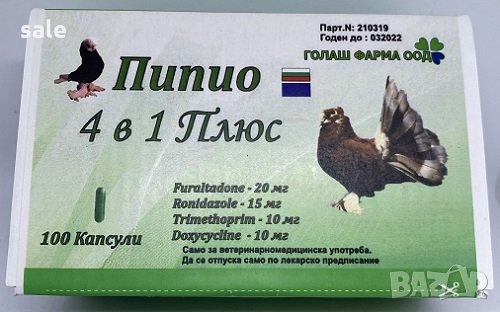 sale
Парт.N: 210319
Годен до : 032022
ГОЛАШ ФАРМА ООД
Пипио
4 в 1 Плюс
Furaltadone - 20 мг
Ronidazole - 15 мг
Trimethoprim - 10 мг
Doxycycline - 10 мг
100 Капсули
Само за ветеринарномедицинска употреба.
Да се отпуска само по лекарско предписание
BAZAR